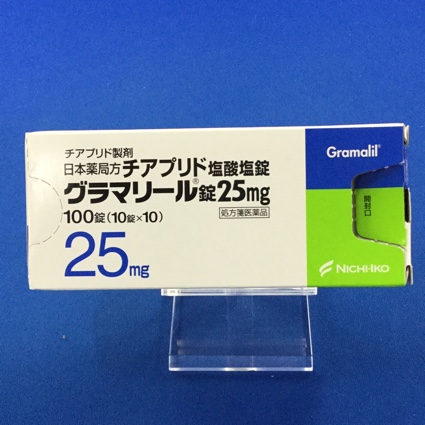 チアプリド製剤
日本薬局方 チアプリド塩酸塩錠
グラマリール®錠25mg
100錠(10錠×10) 処方箋医薬品
25mg
Gramalil®
開封口
NICHI-IKO